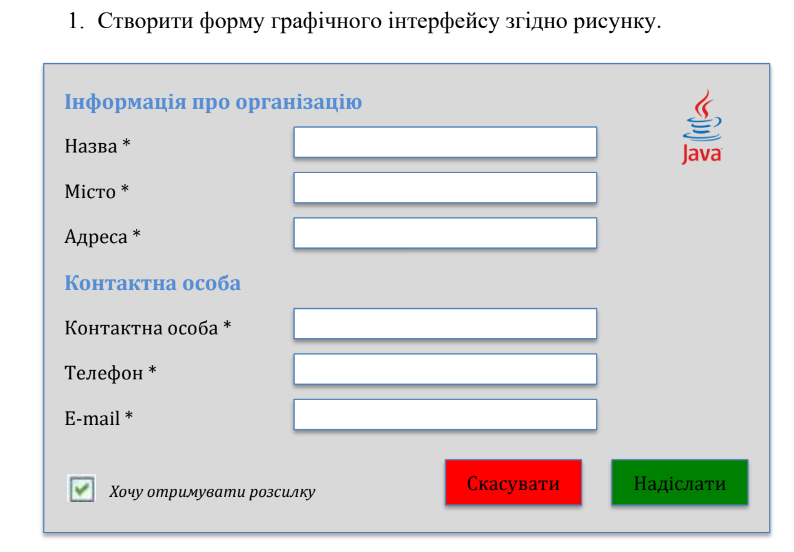 1. Створити форму графічного інтерфейсу згідно рисунку.
Інформація про організацію
Java
Назва *
Місто *
Адреса *
Контактна особа
Контактна особа *
Телефон *
E-mail *
Хочу отримувати розсилку
Скасувати
Надіслати